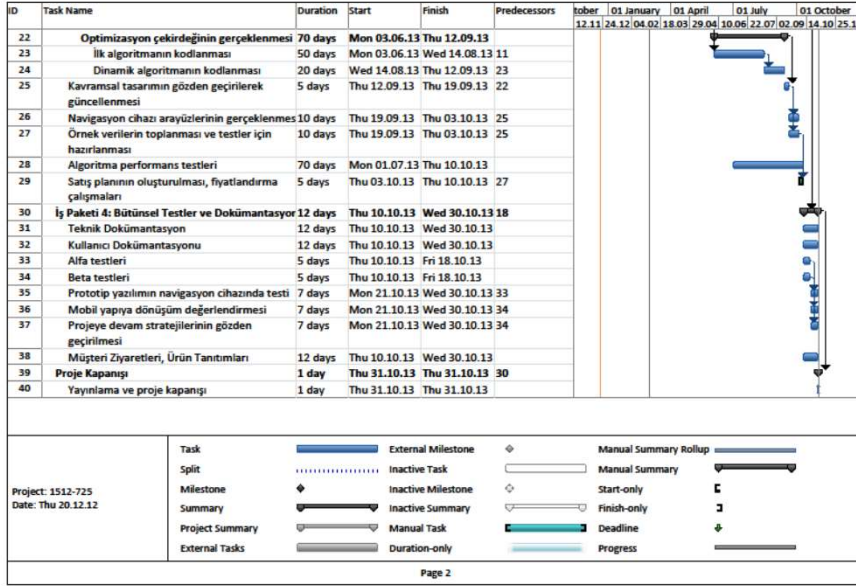 ID Task Name Duration Start Finish Predecessors tober 01 January 01 April 01 July 01 October
12.11 24.12 04.02 18.03 29.04 10.06 22.07 02.09 14.10 25.1
22 Optimizasyon çekirdeğinin gerçeklenmesi 70 days Mon 03.06.13 Thu 12.09.13
23 İlk algoritmanın kodlanması 50 days Mon 03.06.13 Wed 14.08.13 11
24 Dinamik algoritmanın kodlanması 20 days Wed 14.08.13 Thu 12.09.13 23
25 Kavramsal tasarımın gözden geçirilerek 5 days Thu 12.09.13 Thu 19.09.13 22
güncellenmesi
26 Navigasyon cihazı arayüzlerinin gerçeklenmes 10 days Thu 19.09.13 Thu 03.10.13 25
27 Örnek verilerin toplanması ve testler için 10 days Thu 19.09.13 Thu 03.10.13 25
hazırlanması
28 Algoritma performans testleri 70 days Mon 01.07.13 Thu 10.10.13
29 Satış planının oluşturulması, fiyatlandırma 5 days Thu 03.10.13 Thu 10.10.13 27
çalışmaları
30 İş Paketi 4: Bütünsel Testler ve Dokümantasyor 12 days Thu 10.10.13 Wed 30.10.13 18
31 Teknik Dokümantasyon 12 days Thu 10.10.13 Wed 30.10.13
32 Kullanıcı Dokümantasyonu 12 days Thu 10.10.13 Wed 30.10.13
33 Alfa testleri 5 days Thu 10.10.13 Fri 18.10.13
34 Beta testleri 5 days Thu 10.10.13 Fri 18.10.13
35 Prototip yazılımın navigasyon cihazında testi 7 days Mon 21.10.13 Wed 30.10.13 33
36 Mobil yapıya dönüşüm değerlendirmesi 7 days Mon 21.10.13 Wed 30.10.13 34
37 Projeye devam stratejilerinin gözden 7 days Mon 21.10.13 Wed 30.10.13 34
geçirilmesi
38 Müşteri Ziyaretleri, Ürün Tanıtımları 12 days Thu 10.10.13 Wed 30.10.13
39 Proje Kapanışı 1 day Thu 31.10.13 Thu 31.10.13 30
40 Yayınlama ve proje kapanışı 1 day Thu 31.10.13 Thu 31.10.13
Project: 1512-725
Date: Thu 20.12.12
Task External Milestone Manual Summary Rollup
Split Inactive Task Manual Summary
Milestone Inactive Milestone Start-only
Summary Inactive Summary Finish-only
Project Summary Manual Task Deadline
External Tasks Duration-only Progress
Page 2